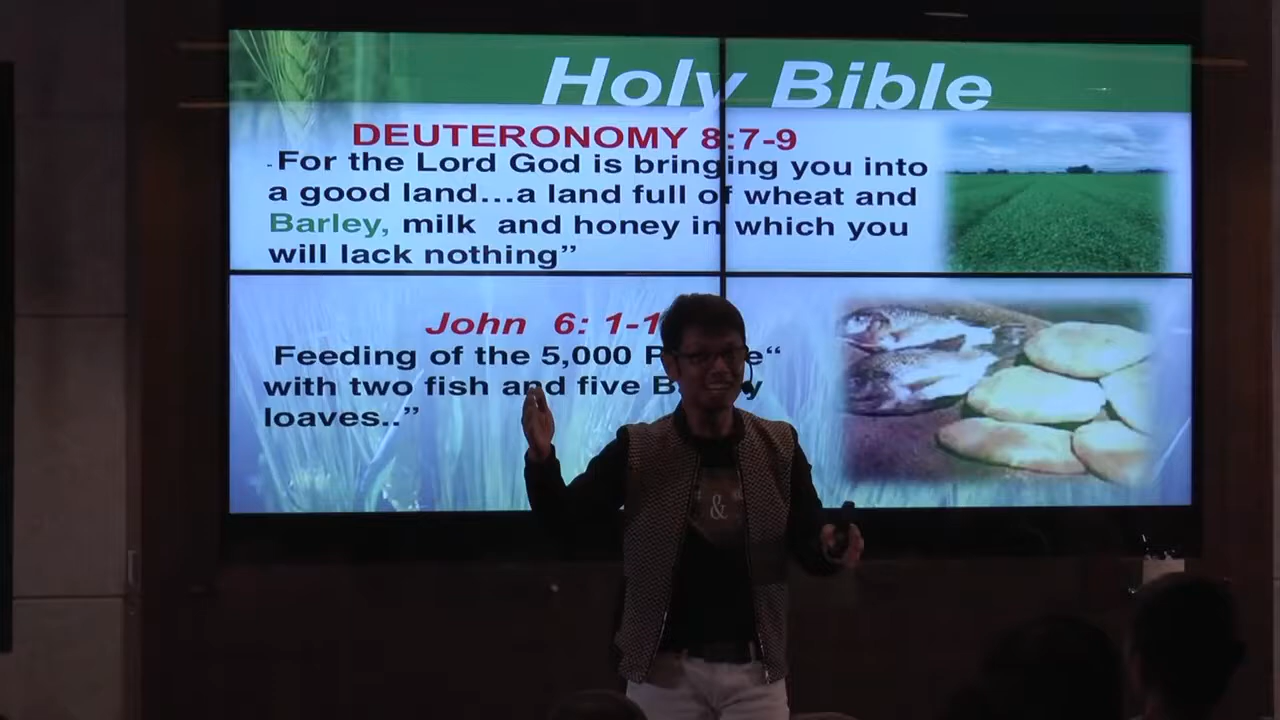 Holy Bible
DEUTERONOMY 8:7-9
-For the Lord God is bringing you into
a good land...a land full of wheat and
Barley, milk and honey in which you
will lack nothing”
John 6: 1-1
Feeding of the 5,000
“
with two fish and five
loaves..”
&